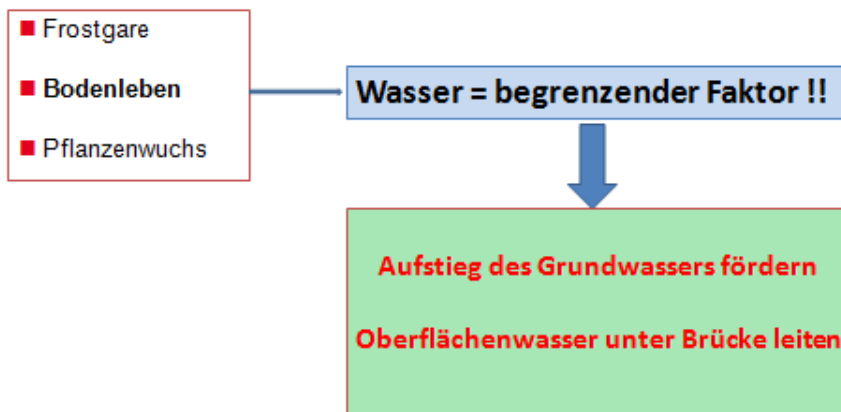 Frostgare
Bodenleben
Pflanzenwuchs
Wasser = begrenzender Faktor !!
Aufstieg des Grundwassers fördern
Oberflächenwasser unter Brücke leiten